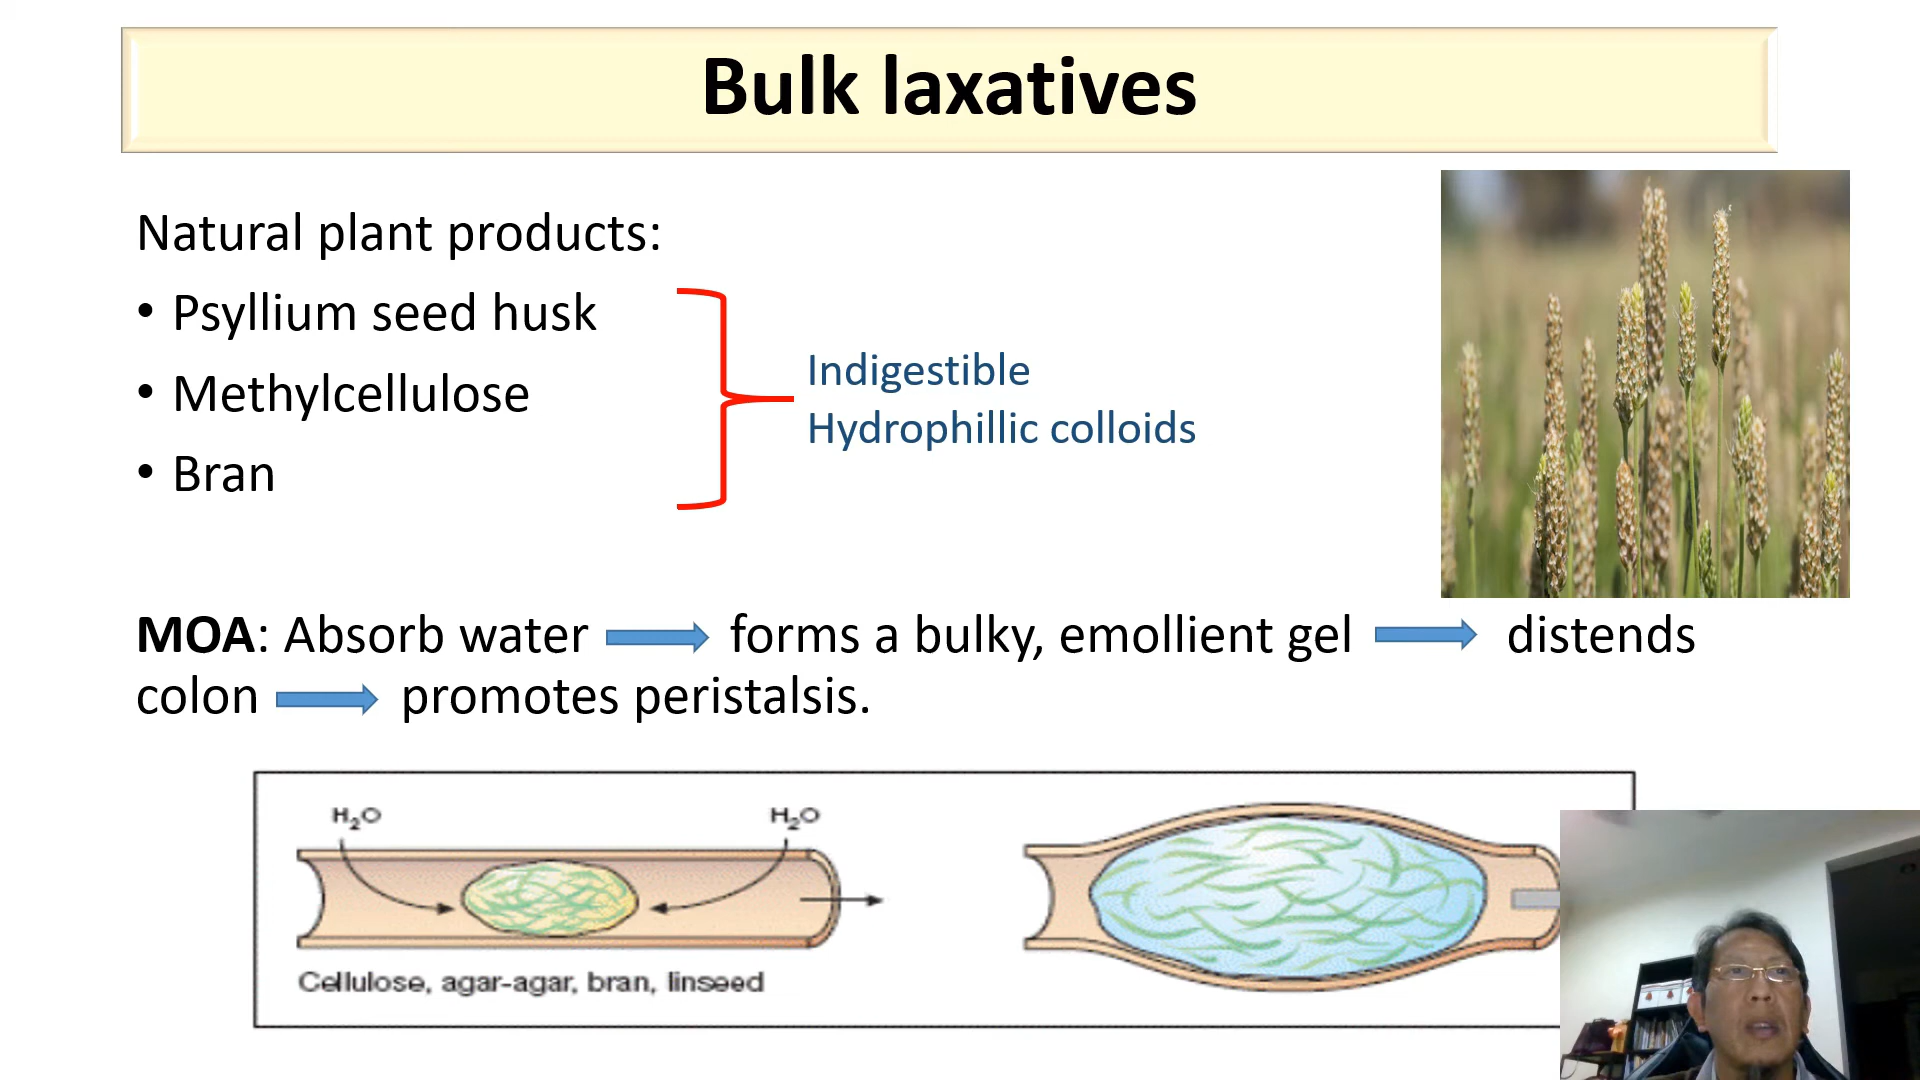 Bulk laxatives
Natural plant products:
• Psyllium seed husk
• Methylcellulose
• Bran
Indigestible
Hydrophillic colloids
MOA: Absorb water forms a bulky, emollient gel distends
colon promotes peristalsis.
H₂O H₂O
Cellulose, agar-agar, bran, linseed